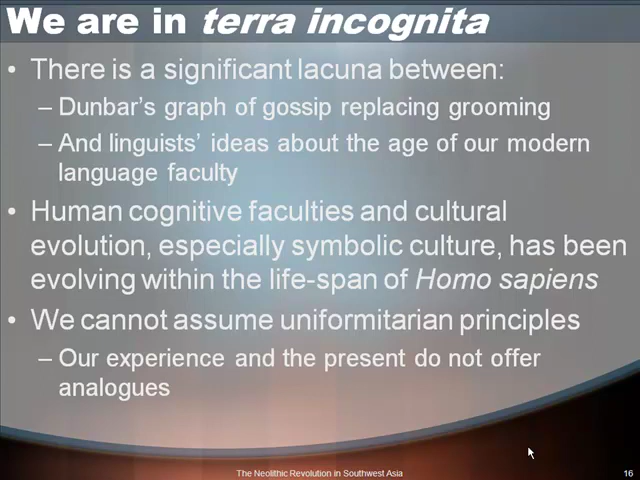 We are in terra incognita
• There is a significant lacuna between:
– Dunbar's graph of gossip replacing grooming
– And linguists' ideas about the age of our modern
language faculty
• Human cognitive faculties and cultural
evolution, especially symbolic culture, has been
evolving within the life-span of Homo sapiens
• We cannot assume uniformitarian principles
– Our experience and the present do not offer
analogues
The Neolithic Revolution in Southwest Asia
16